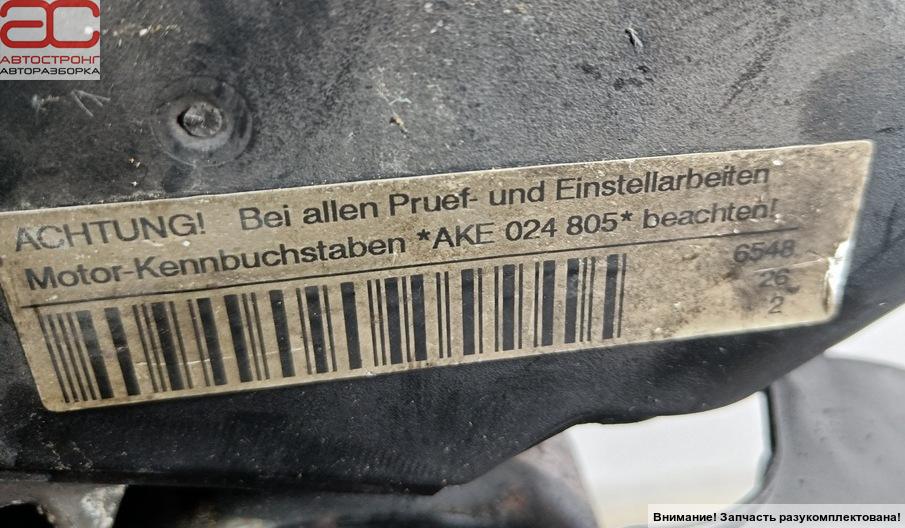 ас
АВТОСТРОНГ
АВТОРАЗБОРКА
ACHTUNG! Bei allen Pruef- und Einstellarbeiten
Motor-Kennbuchstaben *AKE 024 805* beachten!
6548
26
2
Внимание! Запчасть разукомплектована!